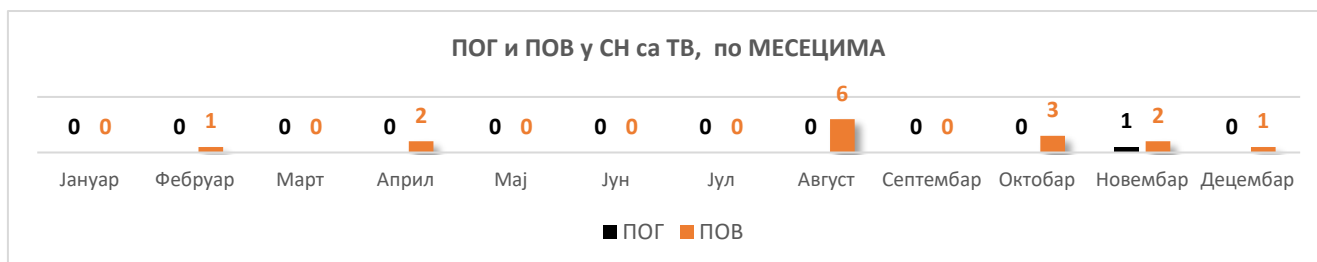 ПОГ и ПОВ у СН са ТВ, по МЕСЕЦИМА
0 0 0 1 0 0 0 2 0 0 0 0 0 0 0 6 0 0 0 3 1 2 0 1
Јануар Фебруар Март Април Мај Јун Јул Август Септембар Октобар Новембар Децембар
ПОГ ПОВ